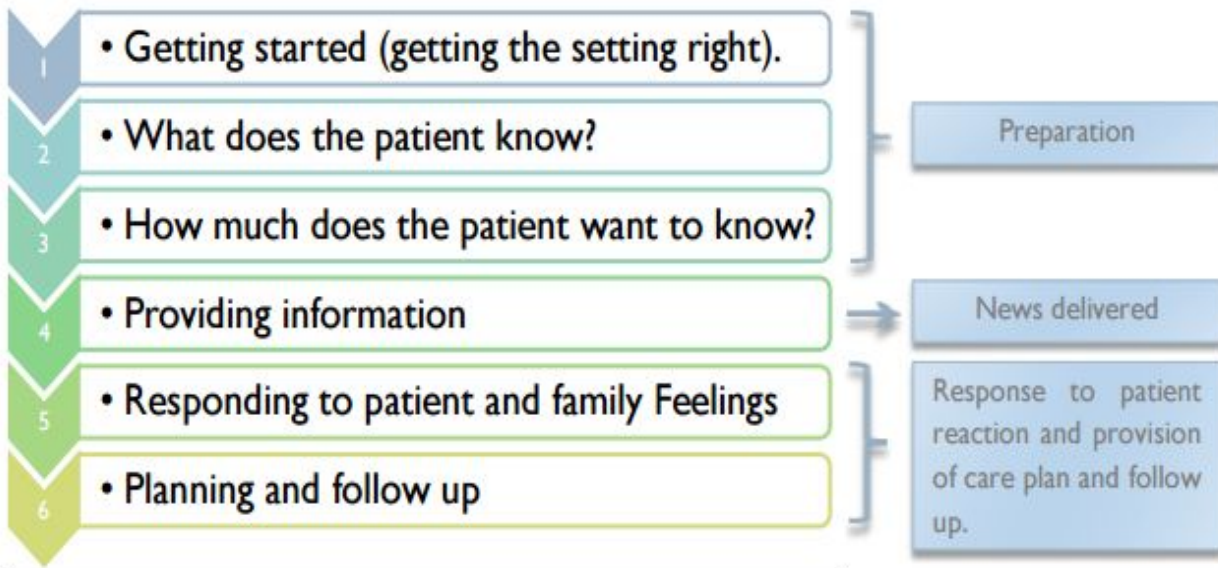 1
• Getting started (getting the setting right).
2
• What does the patient know?
3
• How much does the patient want to know?
Preparation
4
• Providing information
News delivered
5
• Responding to patient and family Feelings
6
• Planning and follow up
Response to patient
reaction and provision
of care plan and follow
up.